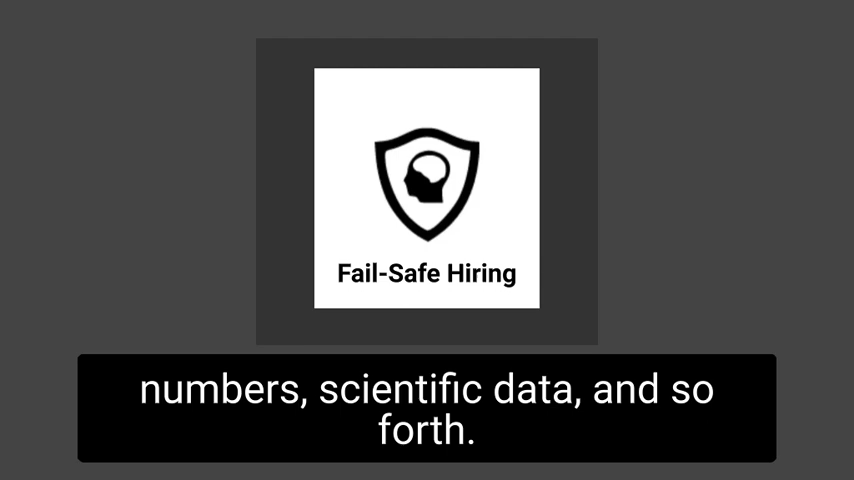 Fail-Safe Hiring
numbers, scientific data, and so
forth.